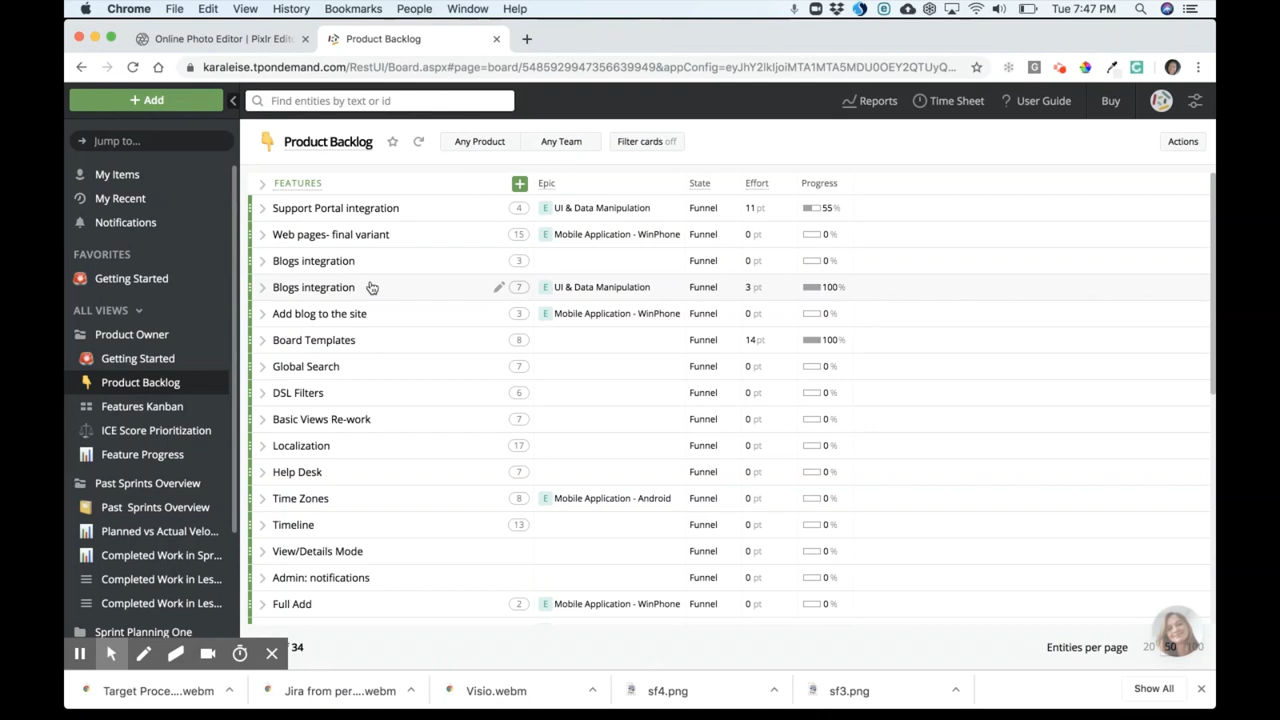 Chrome File Edit View History Bookmarks People Window Help Tue 7:47 PM
Online Photo Editor | Pixlr Edit Product Backlog
karaleise.tpondemand.com/RestUI/Board.aspx#page=board/5485929947356639949&appConfig=eyJhY2lkIjoiMTA1MTA5MDU0OEY2QTUyQ...
+ Add Find entities by text or id Reports Time Sheet ? User Guide Buy
Jump to... Product Backlog Any Product Any Team Filter cards off Actions
My Items
My Recent
Notifications
FAVORITES
Getting Started
ALL VIEWS
Product Owner
Getting Started
Product Backlog
Features Kanban
ICE Score Prioritization
Feature Progress
Past Sprints Overview
Past Sprints Overview
Planned vs Actual Velo...
Completed Work in Spr...
Completed Work in Les...
Completed Work in Les...
Sprint Planning One
FEATURES + Epic State Effort Progress
Support Portal integration 4 E UI & Data Manipulation Funnel 11 pt 55 %
Web pages- final variant 15 E Mobile Application - WinPhone Funnel 0 pt 0 %
Blogs integration 3 Funnel 0 pt 0 %
Blogs integration 7 E UI & Data Manipulation Funnel 3 pt 100 %
Add blog to the site 3 E Mobile Application - WinPhone Funnel 0 pt 0 %
Board Templates 8 Funnel 14 pt 100 %
Global Search 7 Funnel 0 pt 0 %
DSL Filters 6 Funnel 0 pt 0 %
Basic Views Re-work 7 Funnel 0 pt 0 %
Localization 17 Funnel 0 pt 0 %
Help Desk 7 Funnel 0 pt 0 %
Time Zones 8 E Mobile Application - Android Funnel 0 pt 0 %
Timeline 13 Funnel 0 pt 0 %
View/Details Mode Funnel 0 pt 0 %
Admin: notifications Funnel 0 pt 0 %
Full Add 2 E Mobile Application - WinPhone Funnel 0 pt 0 %
34 Entities per page 20 50 100
Target Proce....webm Jira from per....webm Visio.webm sf4.png sf3.png Show All